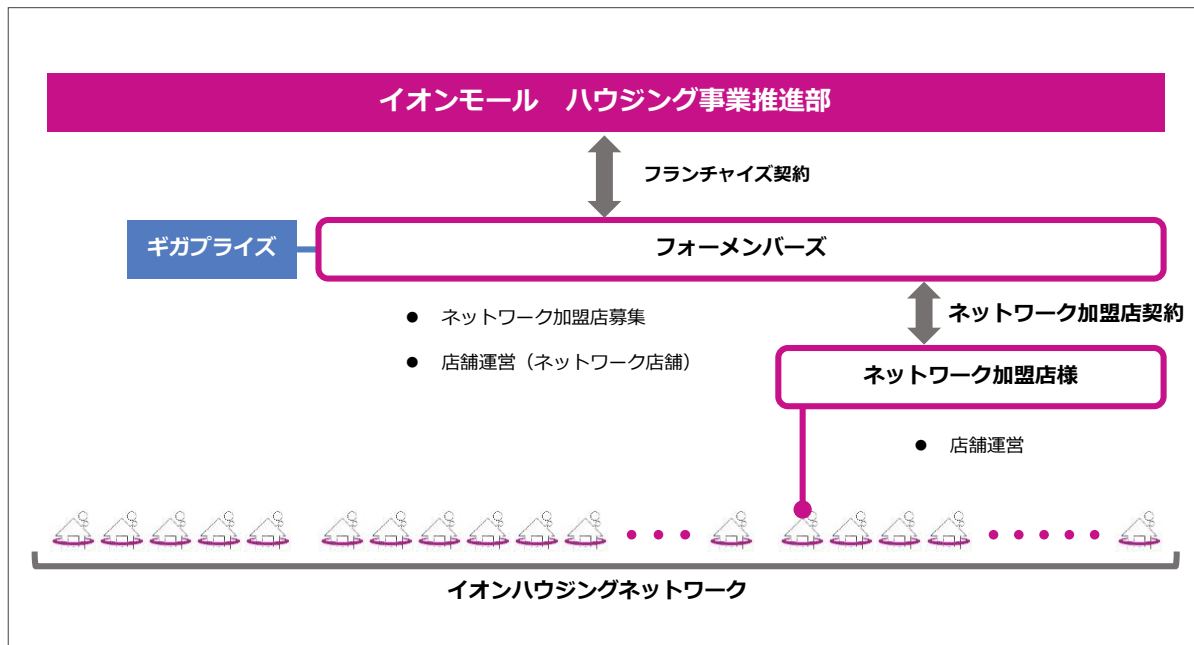 イオンモール　ハウジング事業推進部
フランチャイズ契約
ギガプライズ
フォーメンバーズ
● ネットワーク加盟店募集
● 店舗運営（ネットワーク店舗）
ネットワーク加盟店契約
ネットワーク加盟店様
● 店舗運営
イオンハウジングネットワーク